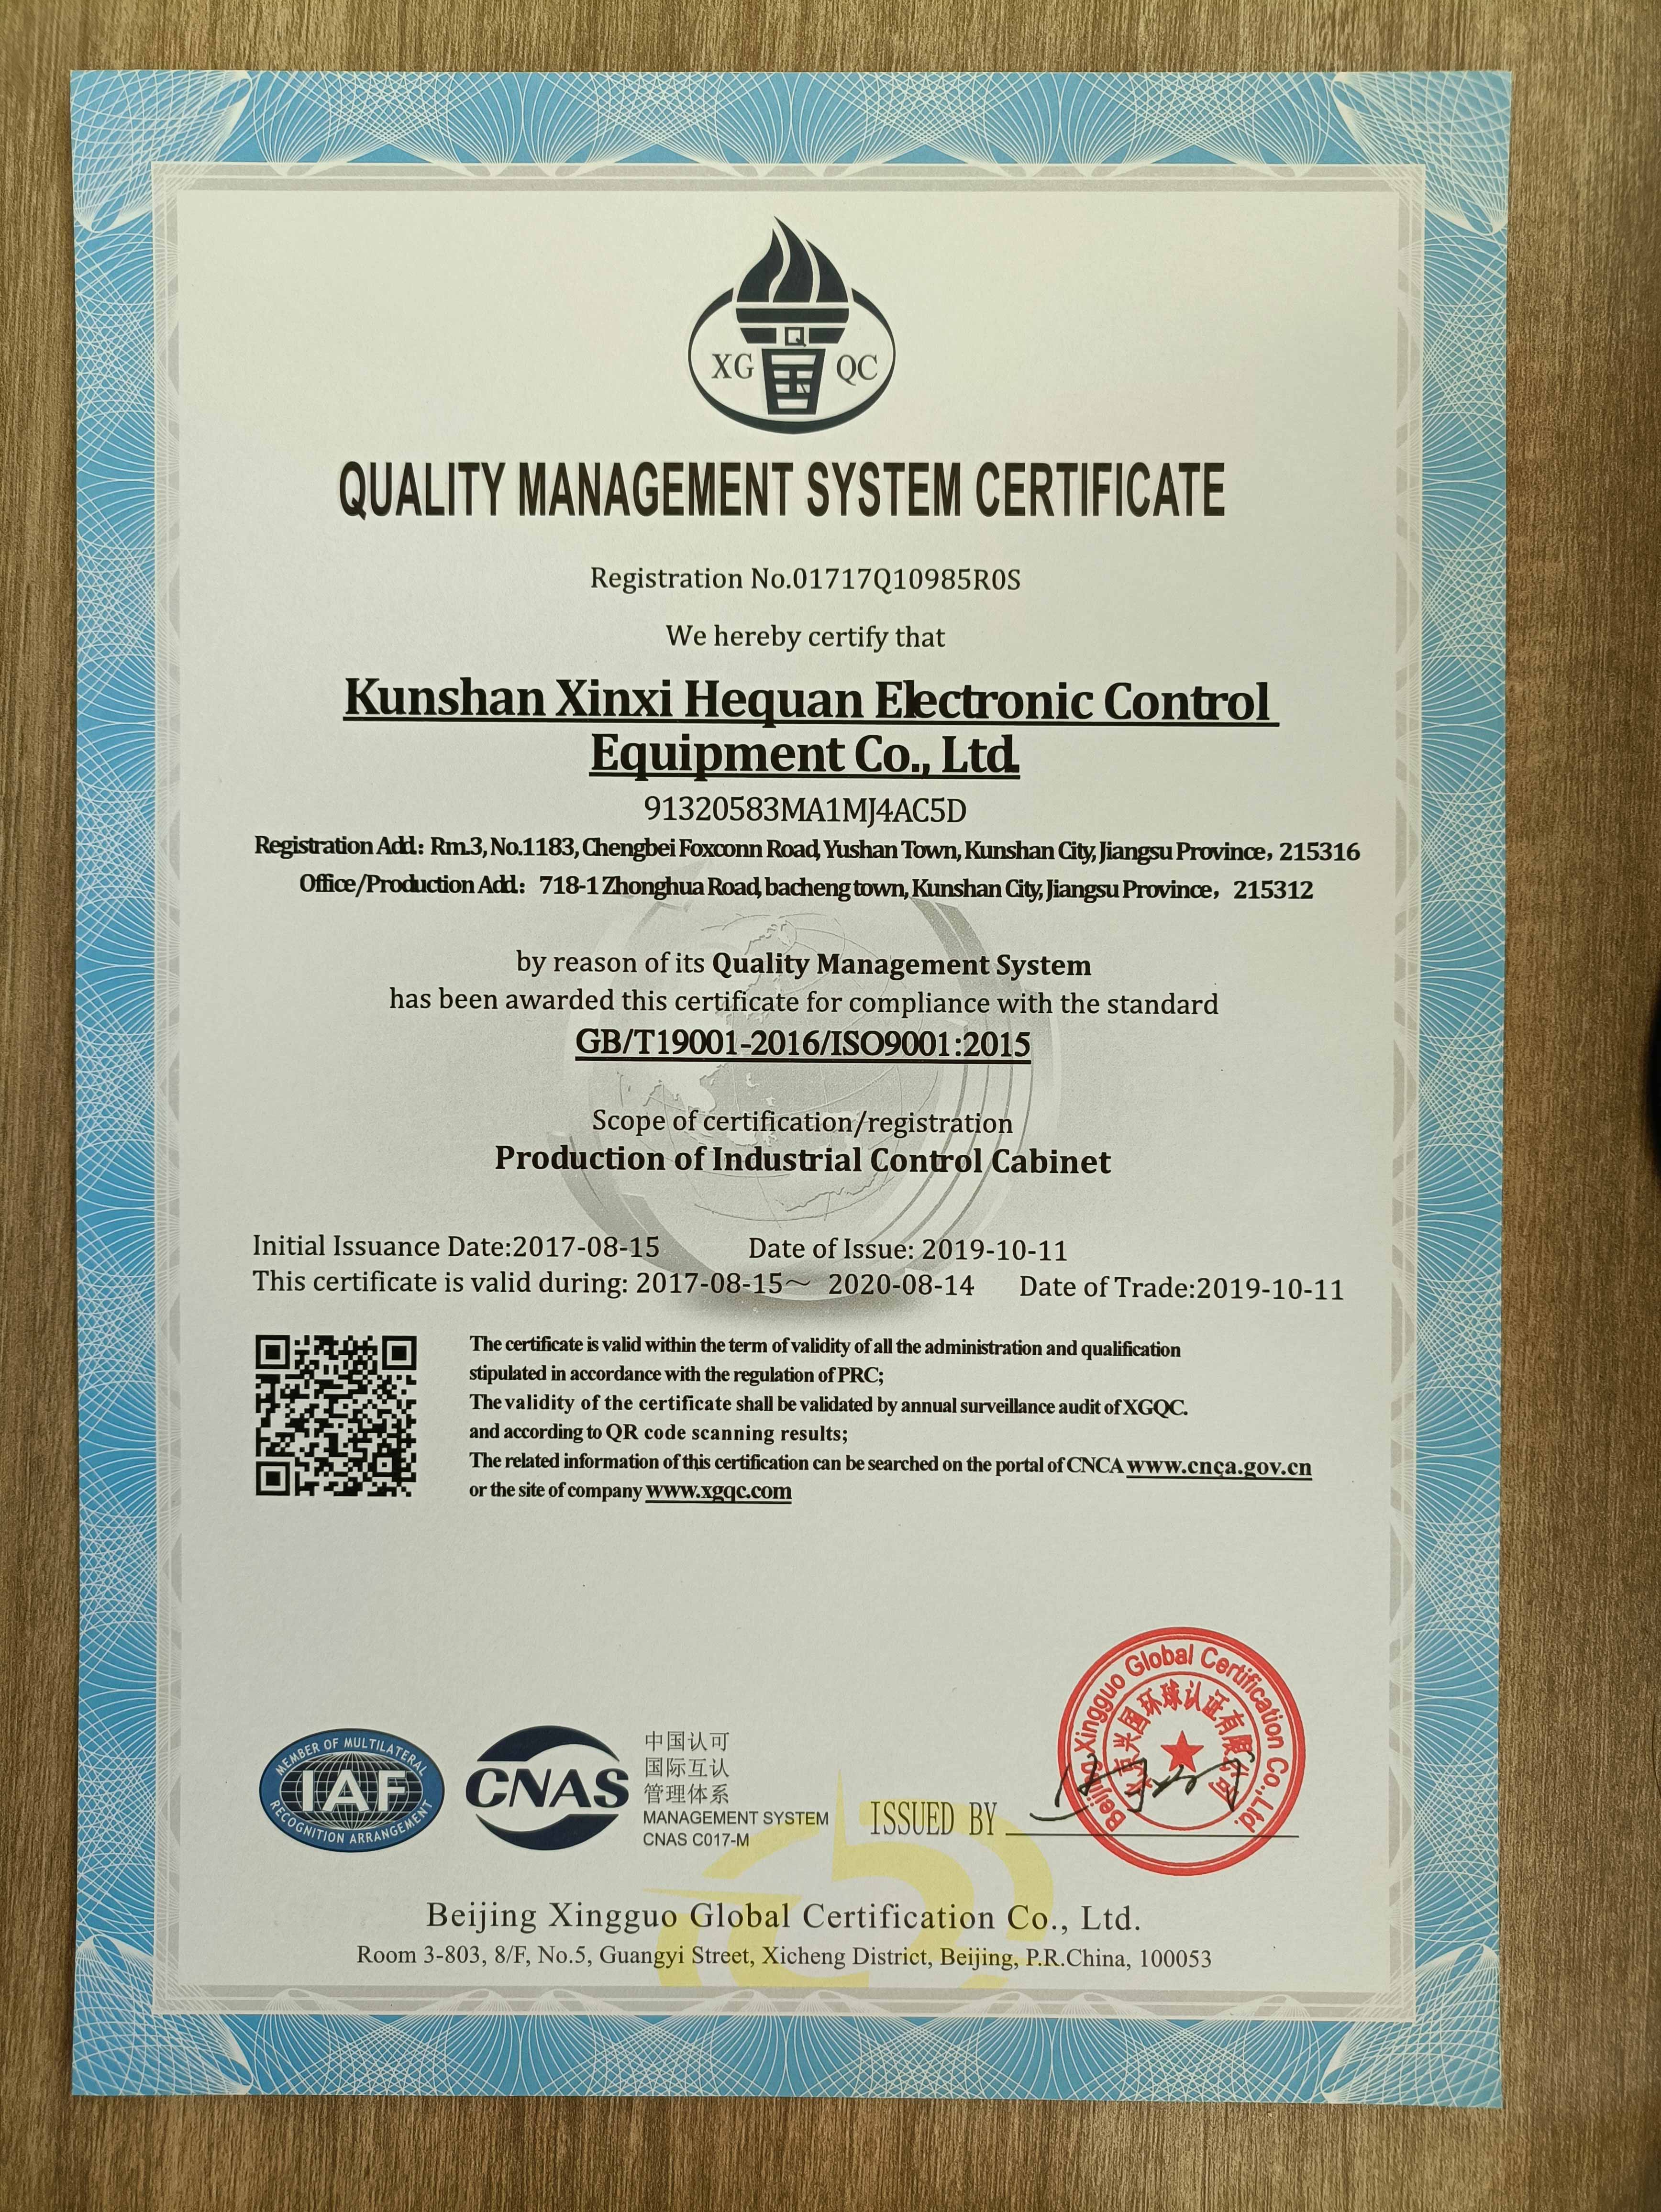 XG
Q
QC
QUALITY MANAGEMENT SYSTEM CERTIFICATE
Registration No.01717Q10985R0S
We hereby certify that
Kunshan Xinxi Hequan Electronic Control
Equipment Co., Ltd.
91320583MA1MJ4AC5D
Registration Add.: Rm.3, No.1183, Chengbei Foxconn Road, Yushan Town, Kunshan City, Jiangsu Province, 215316
Office/Production Add.: 718-1 Zhonghua Road, bacheng town, Kunshan City, Jiangsu Province, 215312
by reason of its Quality Management System
has been awarded this certificate for compliance with the standard
GB/T19001-2016/ISO9001:2015
Scope of certification/registration
Production of Industrial Control Cabinet
Initial Issuance Date:2017-08-15 Date of Issue: 2019-10-11
This certificate is valid during: 2017-08-15~ 2020-08-14 Date of Trade:2019-10-11
The certificate is valid within the term of validity of all the administration and qualification
stipulated in accordance with the regulation of PRC;
The validity of the certificate shall be validated by annual surveillance audit of XGQC.
and according to QR code scanning results;
The related information of this certification can be searched on the portal of CNCA www.cnca.gov.cn
or the site of company www.xgqc.com
MEMBER OF MULTILATERAL
IAF
RECOGNITION ARRANGEMENT
CNAS
中国认可
国际互认
管理体系
MANAGEMENT SYSTEM
CNAS C017-M
ISSUED BY
Beijing Xingguo Global Certification Co.,Ltd.
北京兴国环球认证有限公司
Beijing Xingguo Global Certification Co., Ltd.
Room 3-803, 8/F, No.5, Guangyi Street, Xicheng District, Beijing, P.R.China, 100053